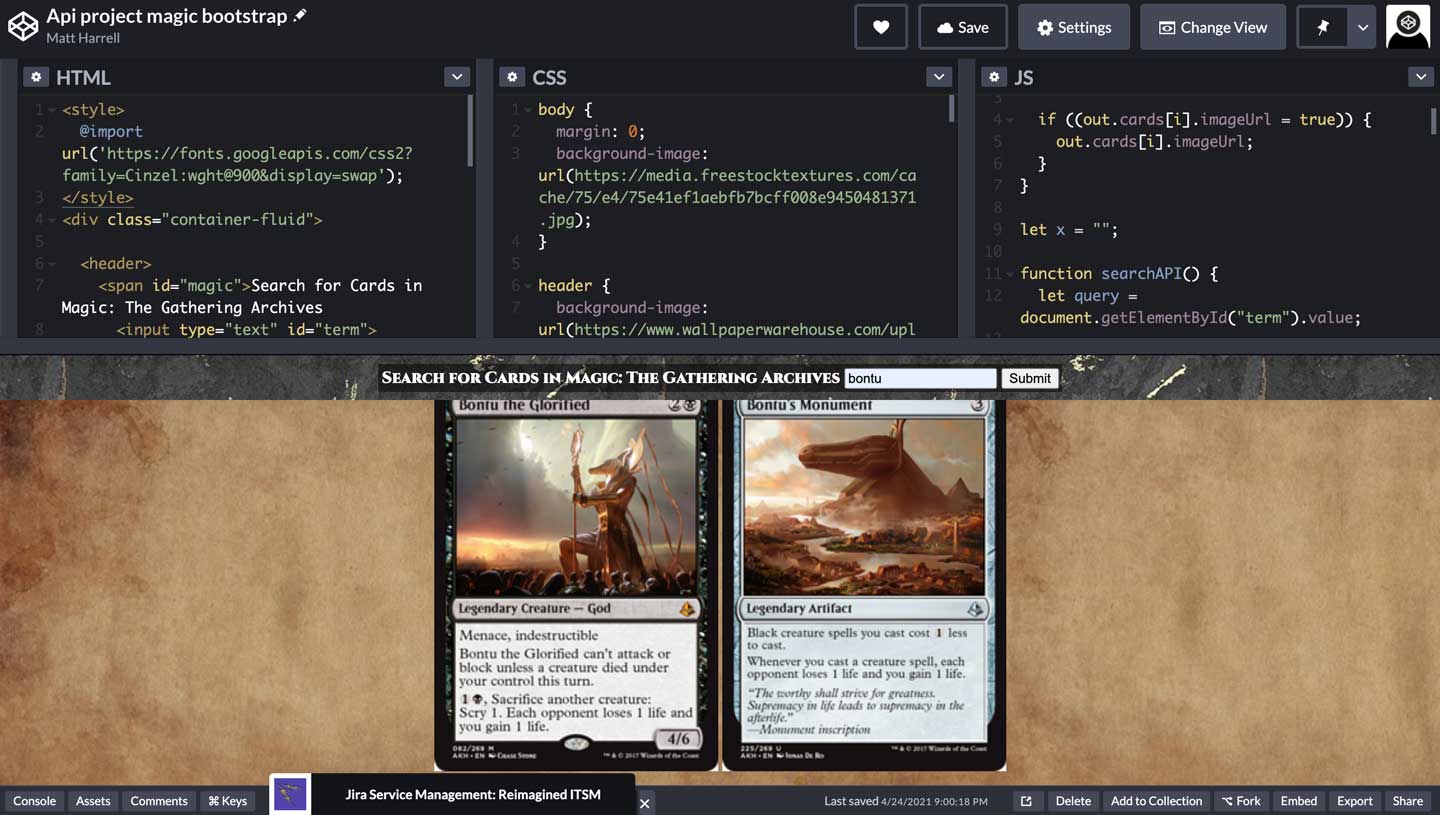 Api project magic bootstrap
Matt Harrell
Save
Settings
Change View
HTML
1 <style>
2 @import
url('https://fonts.googleapis.com/css2?
family=Cinzel:wght@900&display=swap');
3 </style>
4 <div class="container-fluid">
5
6 <header>
7 <span id="magic">Search for Cards in
Magic: The Gathering Archives
8 <input type="text" id="term">
CSS
1 body {
2 margin: 0;
3 background-image:
url(https://media.freestocktextures.com/ca
che/75/e4/75e41ef1aebfb7bcff008e9450481371
.jpg);
4 }
5
6 header {
7 background-image:
url(https://www.wallpaperwarehouse.com/upl
JS
3
4 if ((out.cards[i].imageUrl = true)) {
5 out.cards[i].imageUrl;
6 }
7 }
8
9 let x = "";
10
11 function searchAPI() {
12 let query =
document.getElementById("term").value;
Search for Cards in Magic: The Gathering Archives bontu Submit
Bontu the Glorified 2
Legendary Creature — God
Menace, indestructible
Bontu the Glorified can't attack or
block unless a creature died under
your control this turn.
1, Sacrifice another creature:
Scry 1. Each opponent loses 1 life and
you gain 1 life.
4/6
082/269 M
AKH • EN Chase Stone
™ & © 2017 Wizards of the Coast
Bontu's Monument 3
Legendary Artifact
Black creature spells you cast cost 1 less
to cast.
Whenever you cast a creature spell, each
opponent loses 1 life and you gain 1 life.
"The worthy shall strive for greatness.
Supremacy in life leads to supremacy in the
afterlife."
—Monument inscription
225/269 U
AKH • EN Jonas De Ro
™ & © 2017 Wizards of the Coast
Console
Assets
Comments
⌘ Keys
Jira Service Management: Reimagined ITSM
Last saved 4/24/2021 9:00:18 PM
Delete
Add to Collection
Fork
Embed
Export
Share